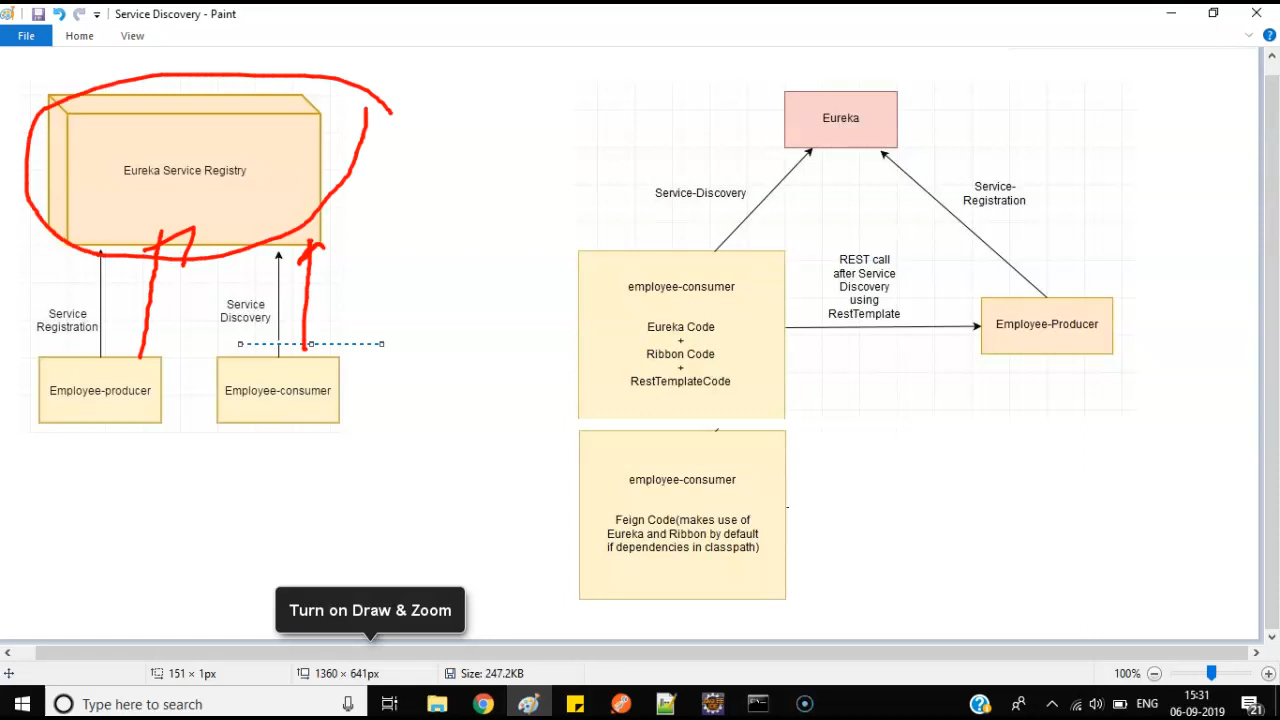 Service Discovery - Paint
File Home View
Eureka Service Registry
Service
Registration
Service
Discovery
Employee-producer
Employee-consumer
Eureka
Service-Discovery
Service-
Registration
employee-consumer
Eureka Code
+
Ribbon Code
+
RestTemplateCode
REST call
after Service
Discovery
using
RestTemplate
Employee-Producer
employee-consumer
Feign Code(makes use of
Eureka and Ribbon by default
if dependencies in classpath)
Turn on Draw & Zoom
151 × 1px 1360 × 641px Size: 247.2KB 100%
Type here to search
ENG
15:31
06-09-2019
21